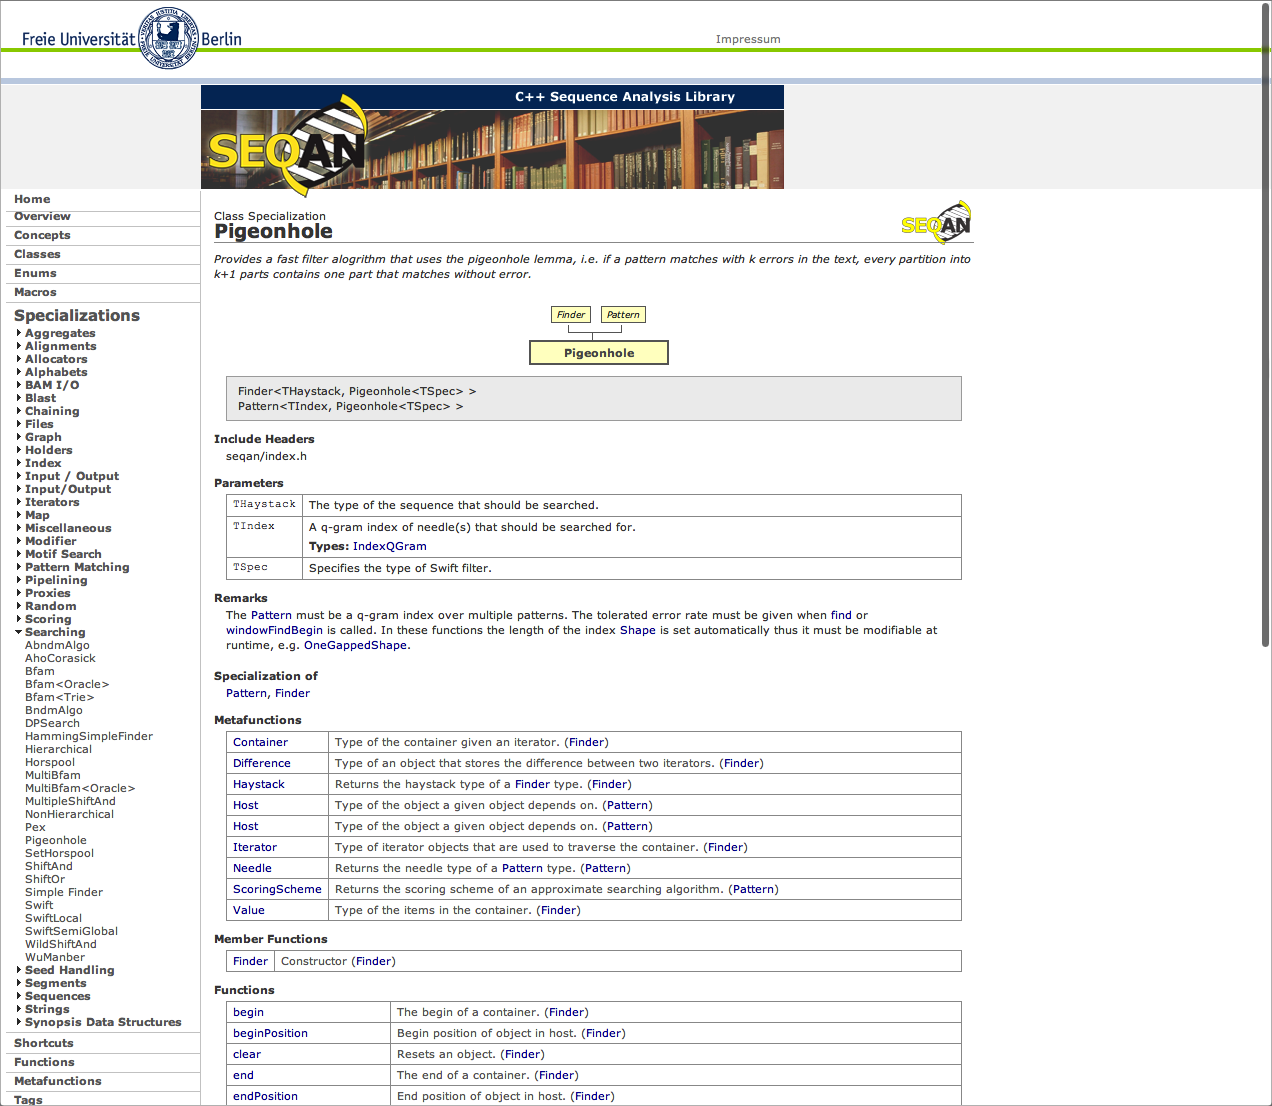 Freie Universität Berlin
Impressum
C++ Sequence Analysis Library
SEQAN
Home
Overview
Concepts
Classes
Enums
Macros
Specializations
Aggregates
Alignments
Allocators
Alphabets
BAM I/O
Blast
Chaining
Files
Graph
Holders
Index
Input / Output
Input/Output
Iterators
Map
Miscellaneous
Modifier
Motif Search
Pattern Matching
Pipelining
Proxies
Random
Scoring
Searching
AbndmAlgo
AhoCorasick
Bfam
Bfam<Oracle>
Bfam<Trie>
BndmAlgo
DPSearch
HammingSimpleFinder
Hierarchical
Horspool
MultiBfam
MultiBfam<Oracle>
MultipleShiftAnd
NonHierarchical
Pex
Pigeonhole
SetHorspool
ShiftAnd
ShiftOr
Simple Finder
Swift
SwiftLocal
SwiftSemiGlobal
WildShiftAnd
WuManber
Seed Handling
Segments
Sequences
Strings
Synopsis Data Structures
Shortcuts
Functions
Metafunctions
Tags
Class Specialization
Pigeonhole
SEQAN
Provides a fast filter alogrithm that uses the pigeonhole lemma, i.e. if a pattern matches with k errors in the text, every partition into
k+1 parts contains one part that matches without error.
Finder Pattern
Pigeonhole
Finder<THaystack, Pigeonhole<TSpec> >
Pattern<TIndex, Pigeonhole<TSpec> >
Include Headers
seqan/index.h
Parameters
THaystack The type of the sequence that should be searched.
TIndex A q-gram index of needle(s) that should be searched for.
Types: IndexQGram
TSpec Specifies the type of Swift filter.
Remarks
The Pattern must be a q-gram index over multiple patterns. The tolerated error rate must be given when find or
windowFindBegin is called. In these functions the length of the index Shape is set automatically thus it must be modifiable at
runtime, e.g. OneGappedShape.
Specialization of
Pattern, Finder
Metafunctions
Container Type of the container given an iterator. (Finder)
Difference Type of an object that stores the difference between two iterators. (Finder)
Haystack Returns the haystack type of a Finder type. (Finder)
Host Type of the object a given object depends on. (Pattern)
Host Type of the object a given object depends on. (Pattern)
Iterator Type of iterator objects that are used to traverse the container. (Finder)
Needle Returns the needle type of a Pattern type. (Pattern)
ScoringScheme Returns the scoring scheme of an approximate searching algorithm. (Pattern)
Value Type of the items in the container. (Finder)
Member Functions
Finder Constructor (Finder)
Functions
begin The begin of a container. (Finder)
beginPosition Begin position of object in host. (Finder)
clear Resets an object. (Finder)
end The end of a container. (Finder)
endPosition End position of object in host. (Finder)